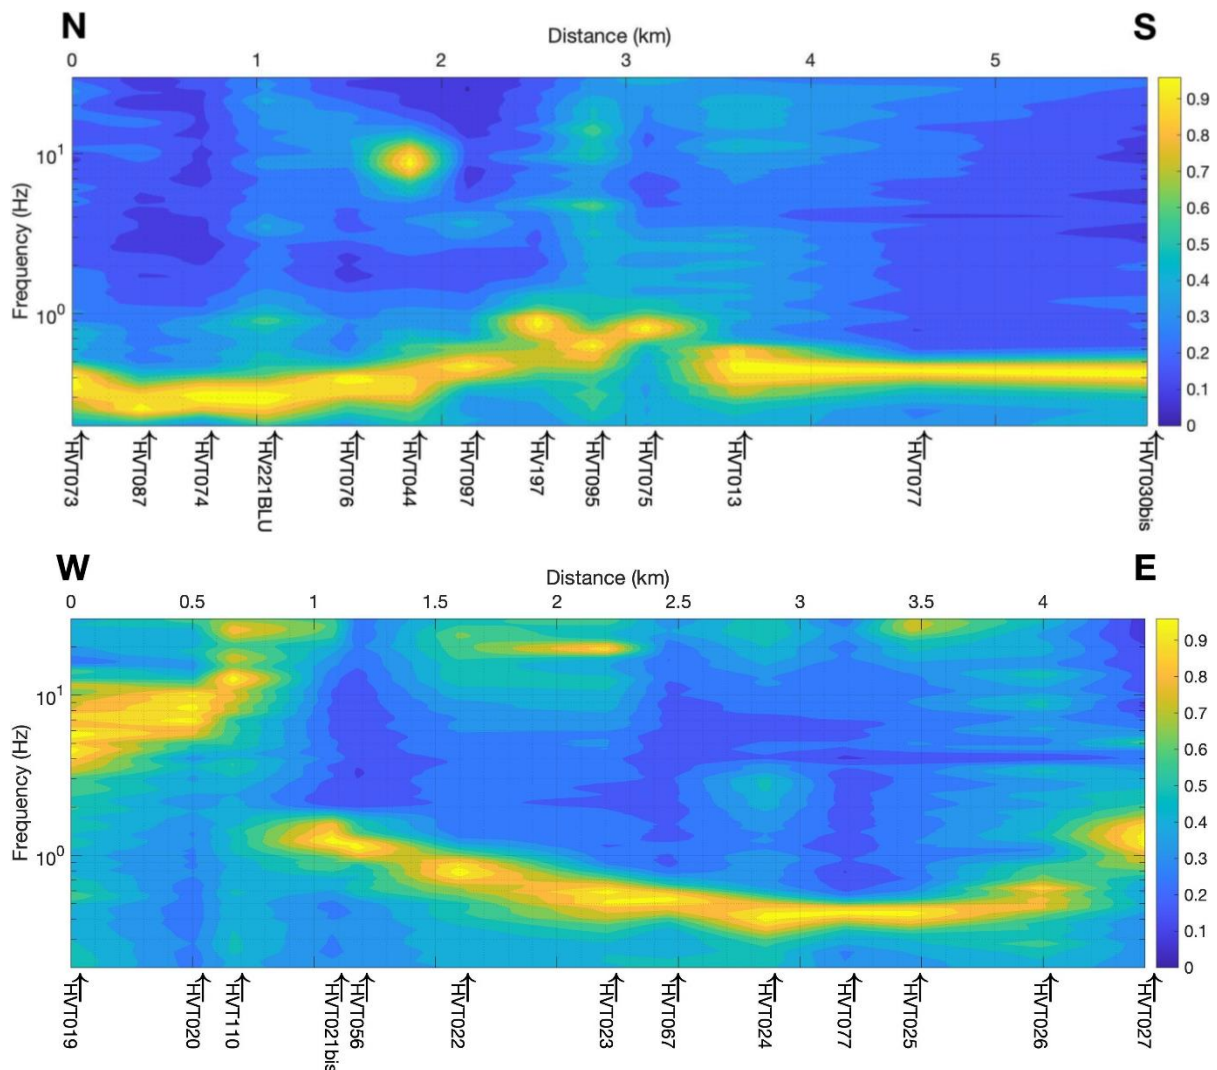 N
Distance (km)
S
0 1 2 3 4 5
Frequency (Hz)
10¹
10⁰
0.9
0.8
0.7
0.6
0.5
0.4
0.3
0.2
0.1
0
HVT073 HVT087 HVT074 HV221BLU HVT076 HVT044 HVT097 HV197 HVT095 HVT075 HVT013 HVT077 HVT030bis
W
Distance (km)
E
0 0.5 1 1.5 2 2.5 3 3.5 4
Frequency (Hz)
10¹
10⁰
0.9
0.8
0.7
0.6
0.5
0.4
0.3
0.2
0.1
0
HVT019 HVT020 HVT110 HVT021bis HVT056 HVT022 HVT023 HVT067 HVT024 HVT077 HVT025 HVT026 HVT027